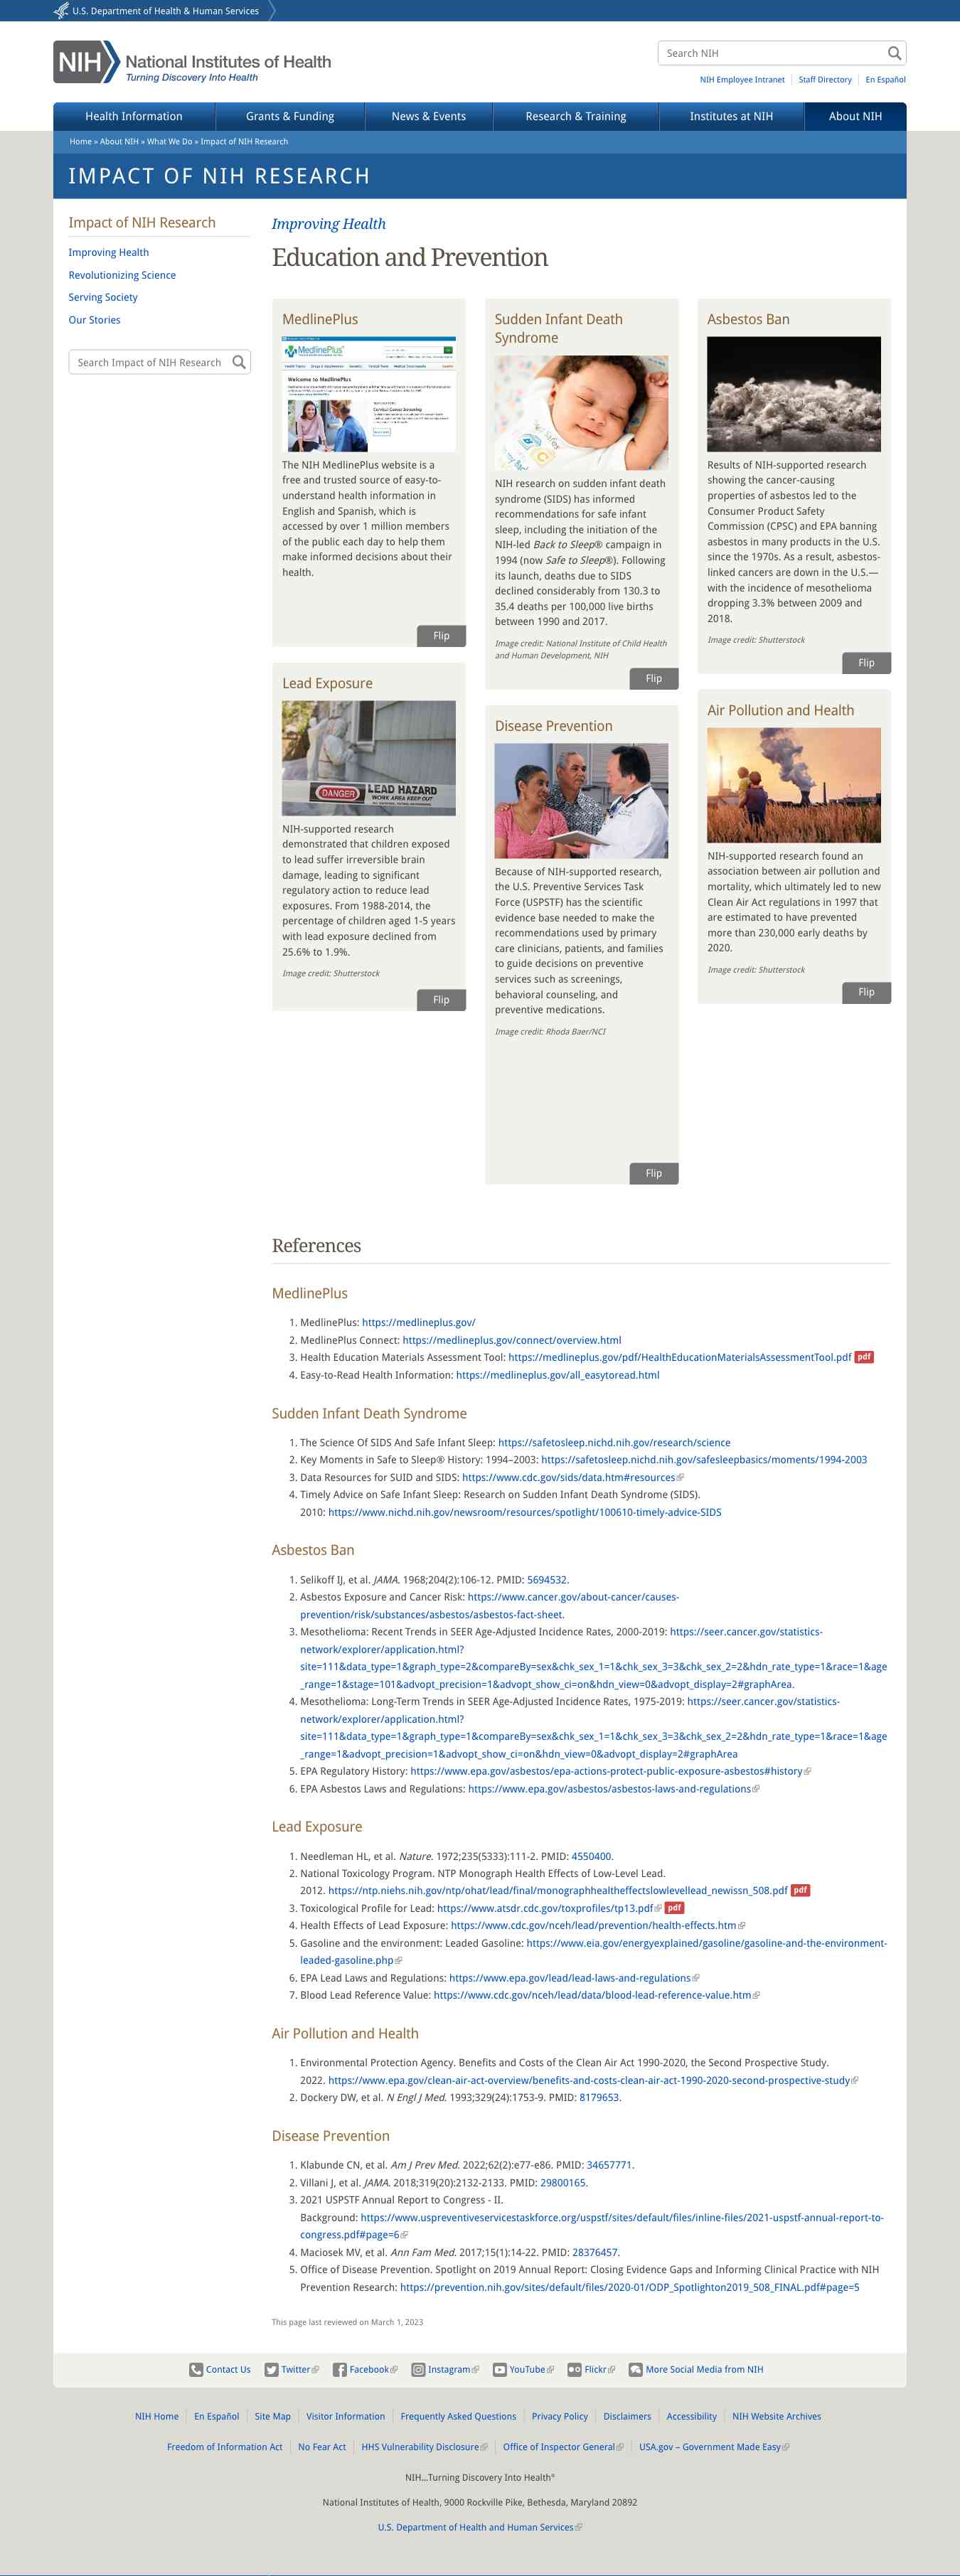 U.S. Department of Health & Human Services
NIH National Institutes of Health
Turning Discovery Into Health
Search NIH
NIH Employee Intranet Staff Directory En Español
Health Information Grants & Funding News & Events Research & Training Institutes at NIH About NIH
Home » About NIH » What We Do » Impact of NIH Research
IMPACT OF NIH RESEARCH
Impact of NIH Research
Improving Health
Revolutionizing Science
Serving Society
Our Stories
Search Impact of NIH Research
Improving Health
Education and Prevention
MedlinePlus
MedlinePlus
Welcome to MedlinePlus
The NIH MedlinePlus website is a
free and trusted source of easy-to-
understand health information in
English and Spanish, which is
accessed by over 1 million members
of the public each day to help them
make informed decisions about their
health.
Flip
Lead Exposure
DANGER LEAD HAZARD
WORK AREA KEEP OUT
NIH-supported research
demonstrated that children exposed
to lead suffer irreversible brain
damage, leading to significant
regulatory action to reduce lead
exposures. From 1988-2014, the
percentage of children aged 1-5 years
with lead exposure declined from
25.6% to 1.9%.
Image credit: Shutterstock
Flip
Sudden Infant Death
Syndrome
NIH research on sudden infant death
syndrome (SIDS) has informed
recommendations for safe infant
sleep, including the initiation of the
NIH-led Back to Sleep® campaign in
1994 (now Safe to Sleep®). Following
its launch, deaths due to SIDS
declined considerably from 130.3 to
35.4 deaths per 100,000 live births
between 1990 and 2017.
Image credit: National Institute of Child Health
and Human Development, NIH
Flip
Disease Prevention
Because of NIH-supported research,
the U.S. Preventive Services Task
Force (USPSTF) has the scientific
evidence base needed to make the
recommendations used by primary
care clinicians, patients, and families
to guide decisions on preventive
services such as screenings,
behavioral counseling, and
preventive medications.
Image credit: Rhoda Baer/NCI
Flip
Asbestos Ban
Results of NIH-supported research
showing the cancer-causing
properties of asbestos led to the
Consumer Product Safety
Commission (CPSC) and EPA banning
asbestos in many products in the U.S.
since the 1970s. As a result, asbestos-
linked cancers are down in the U.S.—
with the incidence of mesothelioma
dropping 3.3% between 2009 and
2018.
Image credit: Shutterstock
Flip
Air Pollution and Health
NIH-supported research found an
association between air pollution and
mortality, which ultimately led to new
Clean Air Act regulations in 1997 that
are estimated to have prevented
more than 230,000 early deaths by
2020.
Image credit: Shutterstock
Flip
References
MedlinePlus
1. MedlinePlus: https://medlineplus.gov/
2. MedlinePlus Connect: https://medlineplus.gov/connect/overview.html
3. Health Education Materials Assessment Tool: https://medlineplus.gov/pdf/HealthEducationMaterialsAssessmentTool.pdf pdf
4. Easy-to-Read Health Information: https://medlineplus.gov/all_easytoread.html
Sudden Infant Death Syndrome
1. The Science Of SIDS And Safe Infant Sleep: https://safetosleep.nichd.nih.gov/research/science
2. Key Moments in Safe to Sleep® History: 1994–2003: https://safetosleep.nichd.nih.gov/safesleepbasics/moments/1994-2003
3. Data Resources for SUID and SIDS: https://www.cdc.gov/sids/data.htm#resources
4. Timely Advice on Safe Infant Sleep: Research on Sudden Infant Death Syndrome (SIDS).
2010: https://www.nichd.nih.gov/newsroom/resources/spotlight/100610-timely-advice-SIDS
Asbestos Ban
1. Selikoff IJ, et al. JAMA. 1968;204(2):106-12. PMID: 5694532.
2. Asbestos Exposure and Cancer Risk: https://www.cancer.gov/about-cancer/causes-
prevention/risk/substances/asbestos/asbestos-fact-sheet.
3. Mesothelioma: Recent Trends in SEER Age-Adjusted Incidence Rates, 2000-2019: https://seer.cancer.gov/statistics-
network/explorer/application.html?
site=111&data_type=1&graph_type=2&compareBy=sex&chk_sex_1=1&chk_sex_3=3&chk_sex_2=2&hdn_rate_type=1&race=1&age
_range=1&stage=101&advopt_precision=1&advopt_show_ci=on&hdn_view=0&advopt_display=2#graphArea.
4. Mesothelioma: Long-Term Trends in SEER Age-Adjusted Incidence Rates, 1975-2019: https://seer.cancer.gov/statistics-
network/explorer/application.html?
site=111&data_type=1&graph_type=1&compareBy=sex&chk_sex_1=1&chk_sex_3=3&chk_sex_2=2&hdn_rate_type=1&race=1&age
_range=1&advopt_precision=1&advopt_show_ci=on&hdn_view=0&advopt_display=2#graphArea
5. EPA Regulatory History: https://www.epa.gov/asbestos/epa-actions-protect-public-exposure-asbestos#history
6. EPA Asbestos Laws and Regulations: https://www.epa.gov/asbestos/asbestos-laws-and-regulations
Lead Exposure
1. Needleman HL, et al. Nature. 1972;235(5333):111-2. PMID: 4550400.
2. National Toxicology Program. NTP Monograph Health Effects of Low-Level Lead.
2012. https://ntp.niehs.nih.gov/ntp/ohat/lead/final/monographhealtheffectslowlevellead_newissn_508.pdf pdf
3. Toxicological Profile for Lead: https://www.atsdr.cdc.gov/toxprofiles/tp13.pdf pdf
4. Health Effects of Lead Exposure: https://www.cdc.gov/nceh/lead/prevention/health-effects.htm
5. Gasoline and the environment: Leaded Gasoline: https://www.eia.gov/energyexplained/gasoline/gasoline-and-the-environment-
leaded-gasoline.php
6. EPA Lead Laws and Regulations: https://www.epa.gov/lead/lead-laws-and-regulations
7. Blood Lead Reference Value: https://www.cdc.gov/nceh/lead/data/blood-lead-reference-value.htm
Air Pollution and Health
1. Environmental Protection Agency. Benefits and Costs of the Clean Air Act 1990-2020, the Second Prospective Study.
2022. https://www.epa.gov/clean-air-act-overview/benefits-and-costs-clean-air-act-1990-2020-second-prospective-study
2. Dockery DW, et al. N Engl J Med. 1993;329(24):1753-9. PMID: 8179653.
Disease Prevention
1. Klabunde CN, et al. Am J Prev Med. 2022;62(2):e77-e86. PMID: 34657771.
2. Villani J, et al. JAMA. 2018;319(20):2132-2133. PMID: 29800165.
3. 2021 USPSTF Annual Report to Congress - II.
Background: https://www.uspreventiveservicestaskforce.org/uspstf/sites/default/files/inline-files/2021-uspstf-annual-report-to-
congress.pdf#page=6
4. Maciosek MV, et al. Ann Fam Med. 2017;15(1):14-22. PMID: 28376457.
5. Office of Disease Prevention. Spotlight on 2019 Annual Report: Closing Evidence Gaps and Informing Clinical Practice with NIH
Prevention Research: https://prevention.nih.gov/sites/default/files/2020-01/ODP_Spotlighton2019_508_FINAL.pdf#page=5
This page last reviewed on March 1, 2023
Contact Us Twitter Facebook Instagram YouTube Flickr More Social Media from NIH
NIH Home En Español Site Map Visitor Information Frequently Asked Questions Privacy Policy Disclaimers Accessibility NIH Website Archives
Freedom of Information Act No Fear Act HHS Vulnerability Disclosure Office of Inspector General USA.gov – Government Made Easy
NIH...Turning Discovery Into Health®
National Institutes of Health, 9000 Rockville Pike, Bethesda, Maryland 20892
U.S. Department of Health and Human Services